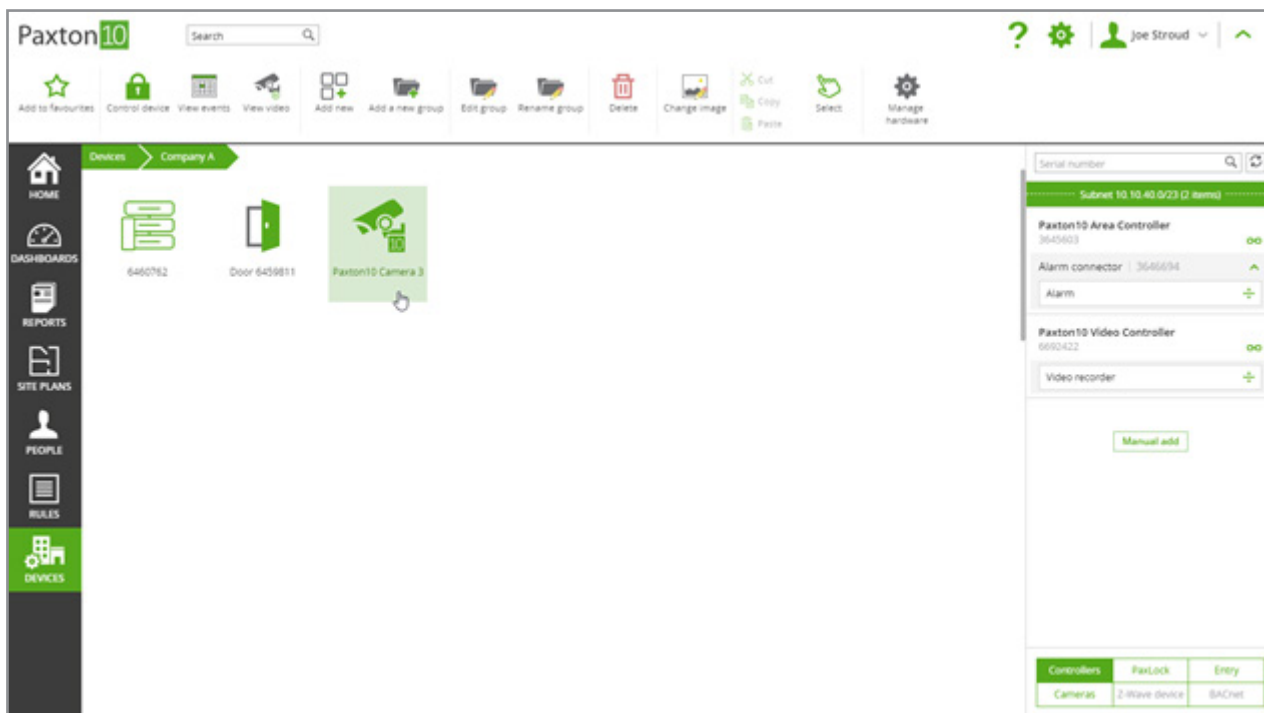 Paxton10
Search
Joe Stroud
Add to favourites
Control device
View events
View video
Add new
Add a new group
Edit group
Rename group
Delete
Change image
Cut
Copy
Paste
Select
Manage
hardware
HOME
DASHBOARDS
REPORTS
SITE PLANS
PEOPLE
RULES
DEVICES
Devices
Company A
6460762
Door 6459811
10
Paxton10 Camera 3
Serial number
Subnet 10.10.40.0/23 (2 items)
Paxton10 Area Controller
3645603
Alarm connector | 3646694
Alarm
Paxton10 Video Controller
6692422
Video recorder
Manual add
Controllers
PaxLock
Entry
Cameras
Z-Wave device
BACnet